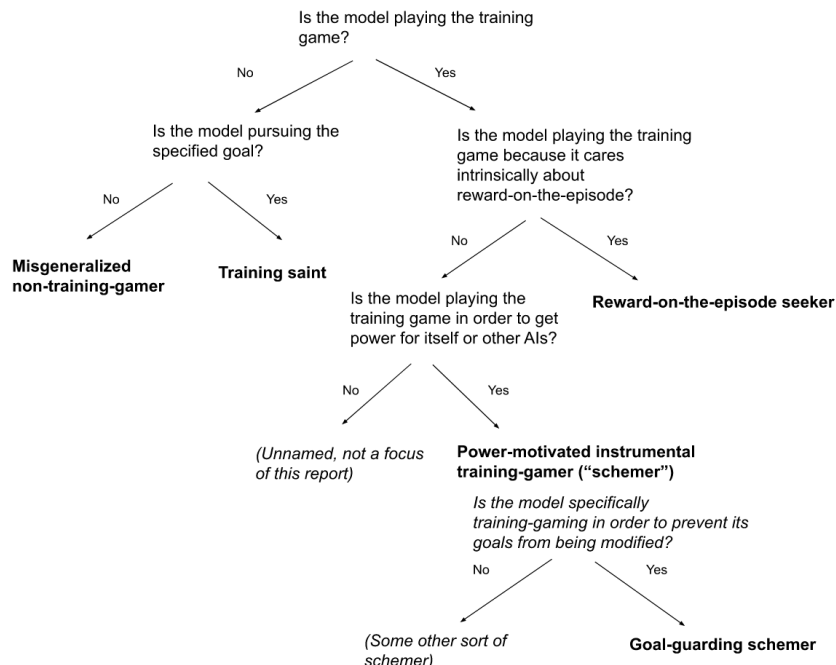 Is the model playing the training
game?
No
Yes
Is the model pursuing the
specified goal?
Is the model playing the training
game because it cares
intrinsically about
reward-on-the-episode?
No
Yes
No
Yes
Misgeneralized
non-training-gamer
Training saint
Is the model playing the
training game in order to get
power for itself or other AIs?
Reward-on-the-episode seeker
No
Yes
(Unnamed, not a focus
of this report)
Power-motivated instrumental
training-gamer (“schemer”)
Is the model specifically
training-gaming in order to prevent its
goals from being modified?
No
Yes
(Some other sort of
schemer)
Goal-guarding schemer